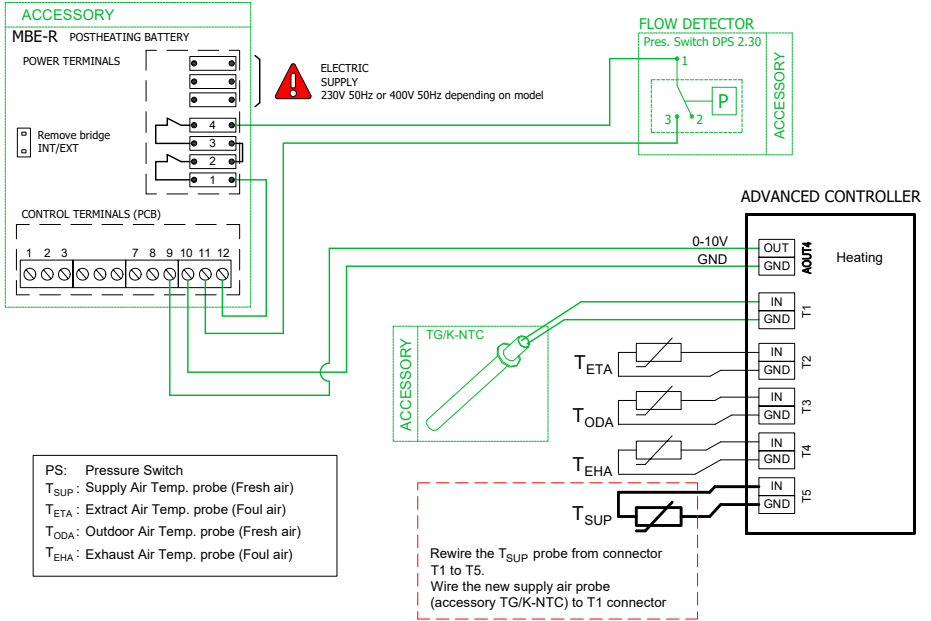 ACCESSORY
MBE-R POSTHEATING BATTERY
POWER TERMINALS
ELECTRIC
SUPPLY
230V 50Hz or 400V 50Hz depending on model
4
3
2
1
Remove bridge
INT/EXT
CONTROL TERMINALS (PCB)
1 2 3 7 8 9 10 11 12
FLOW DETECTOR
Pres. Switch DPS 2.30
1
P
3 2
ACCESSORY
ADVANCED CONTROLLER
0-10V
GND
OUT
GND
AOUT4
Heating
IN
GND
T1
IN
GND
T2
IN
GND
T3
IN
GND
T4
IN
GND
T5
ACCESSORY
TG/K-NTC
TETA
TODA
TEHA
TSUP
Rewire the TSUP probe from connector
T1 to T5.
Wire the new supply air probe
(accessory TG/K-NTC) to T1 connector
PS: Pressure Switch
TSUP : Supply Air Temp. probe (Fresh air)
TETA : Extract Air Temp. probe (Foul air)
TODA : Outdoor Air Temp. probe (Fresh air)
TEHA : Exhaust Air Temp. probe (Foul air)